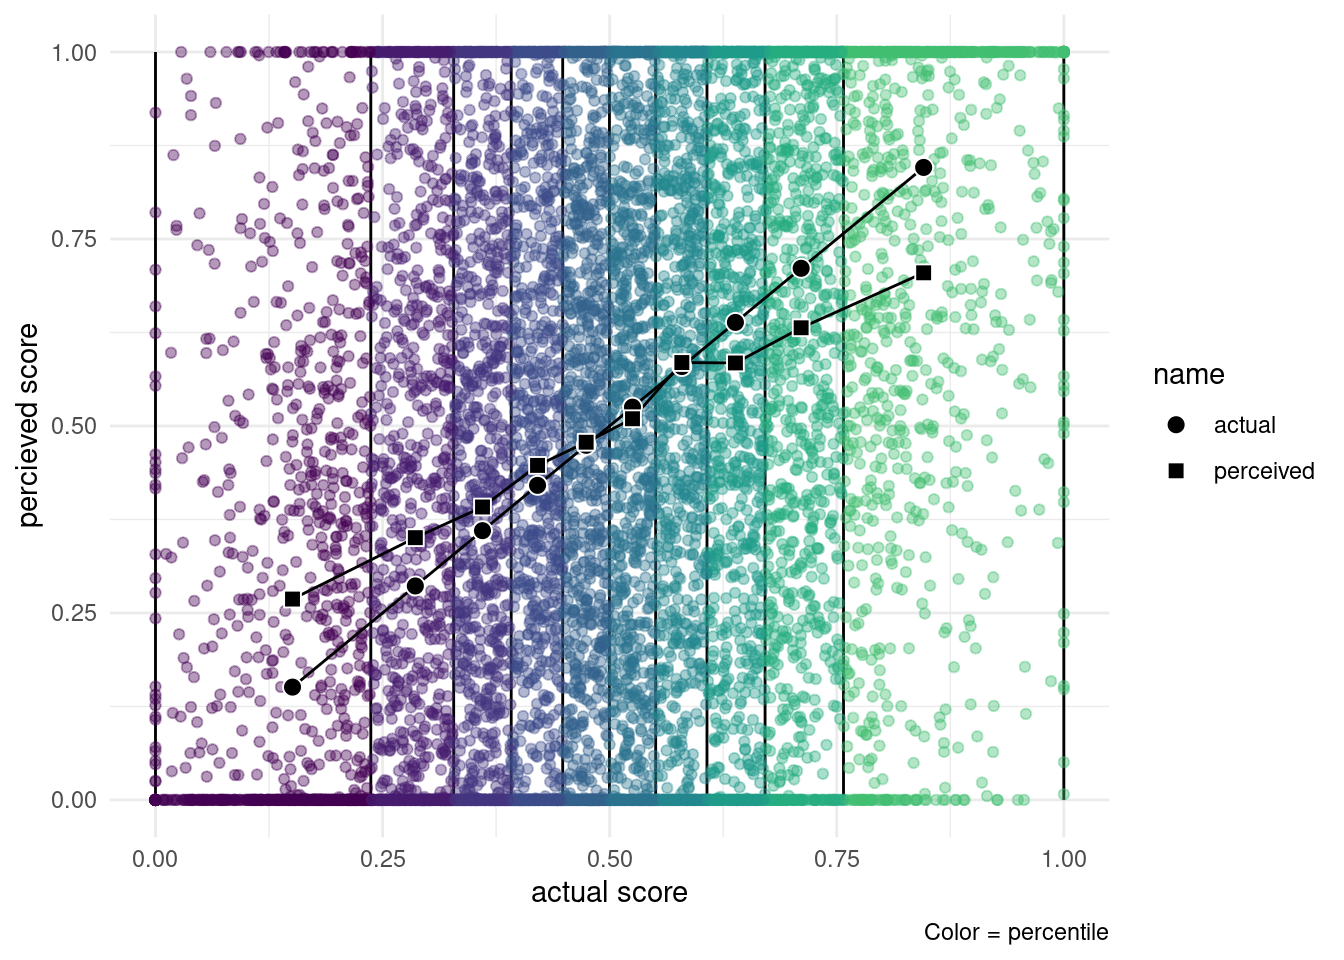 1.00
0.75
0.50
0.25
0.00
percieved score
0.00 0.25 0.50 0.75 1.00
actual score
name
actual
perceived
Color = percentile